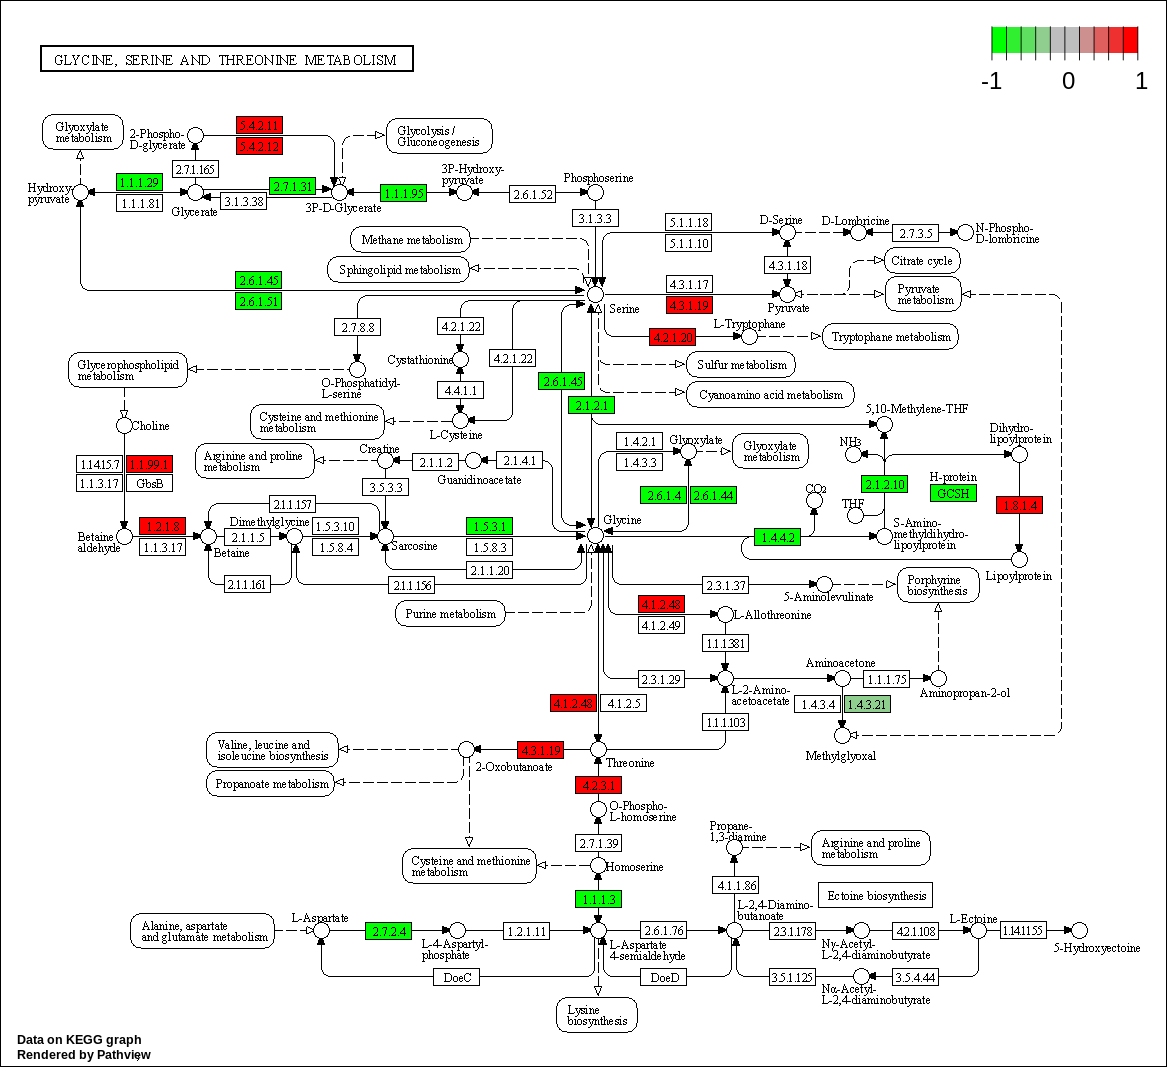 GLYCINE, SERINE AND THREONINE METABOLISM
-1 0 1
Glyoxylate
metabolism
2-Phospho-
D-glycerate
5.4.2.11
5.4.2.12
Glycolysis /
Gluconeogenesis
2.7.1.165
Hydroxy-
pyruvate
1.1.1.29
1.1.1.81
Glycerate
2.7.1.31
3.1.3.38
3P-D-Glycerate
1.1.1.95
3P-Hydroxy-
pyruvate
2.6.1.52
Phosphoserine
3.1.3.3
Methane metabolism
Sphingolipid metabolism
5.1.1.18
5.1.1.10
D-Serine
D-Lombricine
2.7.3.5
N-Phospho-
D-lombricine
4.3.1.18
Citrate cycle
Pyruvate
metabolism
2.6.1.45
2.6.1.51
Serine
4.3.1.17
4.3.1.19
Pyruvate
4.2.1.20
L-Tryptophane
Tryptophane metabolism
2.7.8.8
4.2.1.22
Cystathionine
4.2.1.22
Sulfur metabolism
Glycerophospholipid
metabolism
O-Phosphatidyl-
L-serine
4.4.1.1
2.6.1.45
2.1.2.1
Cyanoamino acid metabolism
Choline
Cysteine and methionine
metabolism
L-Cysteine
5,10-Methylene-THF
Arginine and proline
metabolism
Creatine
2.1.1.2
Guanidinoacetate
2.1.4.1
1.4.2.1
1.4.3.3
Glyoxylate
Glyoxylate
metabolism
NH3
Dihydro-
lipoylprotein
1.14.15.7
1.1.99.1
1.1.3.17
GbsB
3.5.3.3
2.6.1.4
2.6.1.44
CO2
2.1.2.10
H-protein
GCSH
1.8.1.4
2.1.1.157
THF
Betaine
aldehyde
1.2.1.8
1.1.3.17
Betaine
2.1.1.5
Dimethylglycine
1.5.3.10
1.5.8.4
Sarcosine
1.5.3.1
1.5.8.3
Glycine
1.4.4.2
S-Amino-
methyldihydro-
lipoylprotein
2.1.1.20
Lipoylprotein
2.1.1.161
2.1.1.156
2.3.1.37
5-Aminolevulinate
Porphyrine
biosynthesis
Purine metabolism
4.1.2.48
4.1.2.49
L-Allothreonine
1.1.1381
2.3.1.29
L-2-Amino-
acetoacetate
Aminoacetone
1.1.1.75
Aminopropan-2-ol
4.1.2.48
4.1.2.5
1.4.3.4
1.4.3.21
1.1.1.103
Methylglyoxal
Valine, leucine and
isoleucine biosynthesis
2-Oxobutanoate
4.3.1.19
Threonine
Propanoate metabolism
4.2.3.1
O-Phospho-
L-homoserine
2.7.1.39
Propane-
1,3-diamine
Arginine and proline
metabolism
Cysteine and methionine
metabolism
Homoserine
4.1.1.86
Ectoine biosynthesis
1.1.1.3
Alanine, aspartate
and glutamate metabolism
L-Aspartate
2.7.2.4
L-4-Aspartyl-
phosphate
1.2.1.11
L-Aspartate
4-semialdehyde
2.6.1.76
L-2,4-Diamino-
butanoate
2.3.1.178
Nγ-Acetyl-
L-2,4-diaminobutyrate
4.2.1.108
L-Ectoine
1.14.11.55
5-Hydroxyectoine
DoeC
DoeD
3.5.1.125
Nα-Acetyl-
L-2,4-diaminobutyrate
3.5.4.44
Lysine
biosynthesis
Data on KEGG graph
Rendered by Pathview